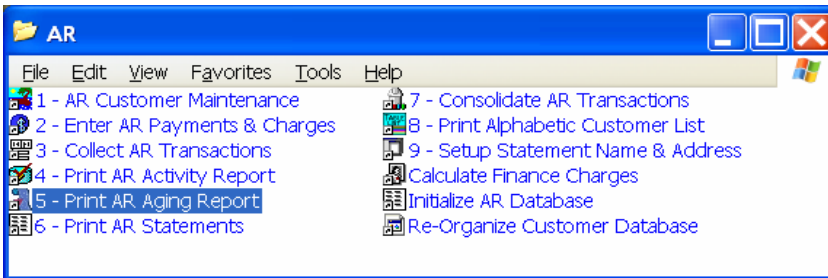 AR
File Edit View Favorites Tools Help
1 - AR Customer Maintenance
2 - Enter AR Payments & Charges
3 - Collect AR Transactions
4 - Print AR Activity Report
5 - Print AR Aging Report
6 - Print AR Statements
7 - Consolidate AR Transactions
8 - Print Alphabetic Customer List
9 - Setup Statement Name & Address
Calculate Finance Charges
Initialize AR Database
Re-Organize Customer Database